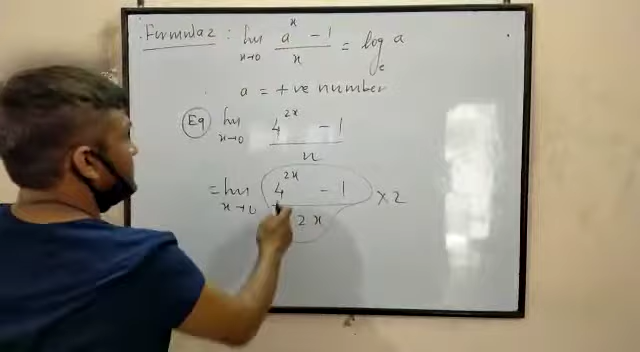 Formula 2 : lim x→0 (a^x - 1)/x = log_e a
a = +ve number
Eg lim x→0 (4^(2x) - 1)/x
= lim x→0 (4^(2x) - 1)/(2x) × 2